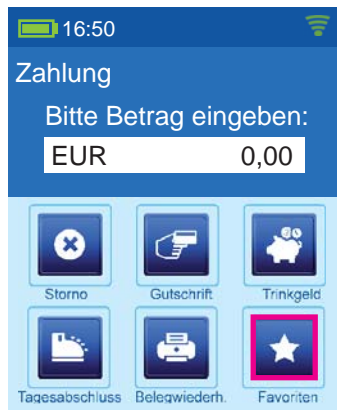 16:50
Zahlung
Bitte Betrag eingeben:
EUR 0,00
Storno Gutschrift Trinkgeld
Tagesabschluss Belegwiederh. Favoriten